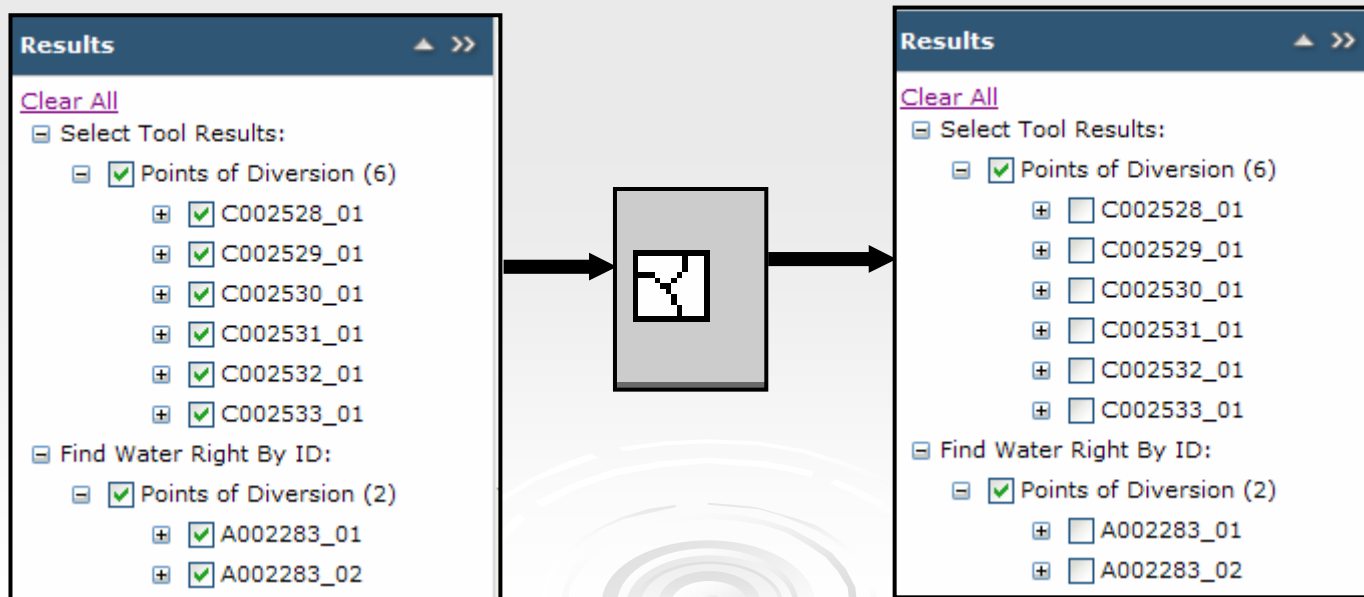 Results
Clear All
Select Tool Results:
Points of Diversion (6)
C002528_01
C002529_01
C002530_01
C002531_01
C002532_01
C002533_01
Find Water Right By ID:
Points of Diversion (2)
A002283_01
A002283_02
Results
Clear All
Select Tool Results:
Points of Diversion (6)
C002528_01
C002529_01
C002530_01
C002531_01
C002532_01
C002533_01
Find Water Right By ID:
Points of Diversion (2)
A002283_01
A002283_02